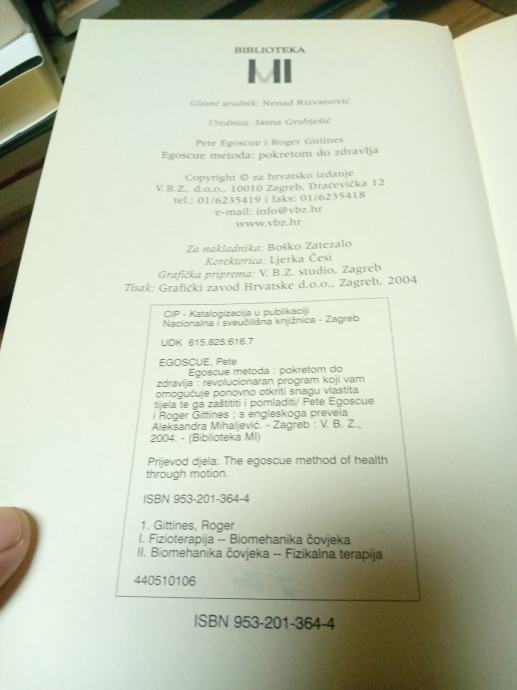 BIBLIOTEKA
MI
Glavni urednik: Nenad Rizvanović
Urednica: Jasna Grubješić
Pete Egoscue i Roger Gittines
Egoscue metoda: pokretom do zdravlja
Copyright © za hrvatsko izdanje
V.B.Z., d.o.o., 10010 Zagreb, Dračevička 12
tel.: 01/6235419 i faks: 01/6235418
e-mail: info@vbz.hr
www.vbz.hr
Za nakladnika: Boško Zatezalo
Korektorica: Ljerka Česi
Grafička priprema: V. B.Z. studio, Zagreb
Tisak: Grafički zavod Hrvatske d.o.o., Zagreb, 2004
CIP - Katalogizacija u publikaciji
Nacionalna i sveučilišna knjižnica - Zagreb
UDK 615.825:616.7
EGOSCUE, Pete
Egoscue metoda : pokretom do
zdravlja : revolucionaran program koji vam
omogućuje ponovno otkriti snagu vlastita
tijela te ga zaštititi i pomladiti/ Pete Egoscue
i Roger Gittines ; s engleskoga prevela
Aleksandra Mihaljević. - Zagreb : V. B. Z.,
2004. - (Biblioteka MI)
Prijevod djela: The egoscue method of health
through motion.
ISBN 953-201-364-4
1. Gittines, Roger
I. Fizioterapija -- Biomehanika čovjeka
II. Biomehanika čovjeka -- Fizikalna terapija
440510106
ISBN 953-201-364-4